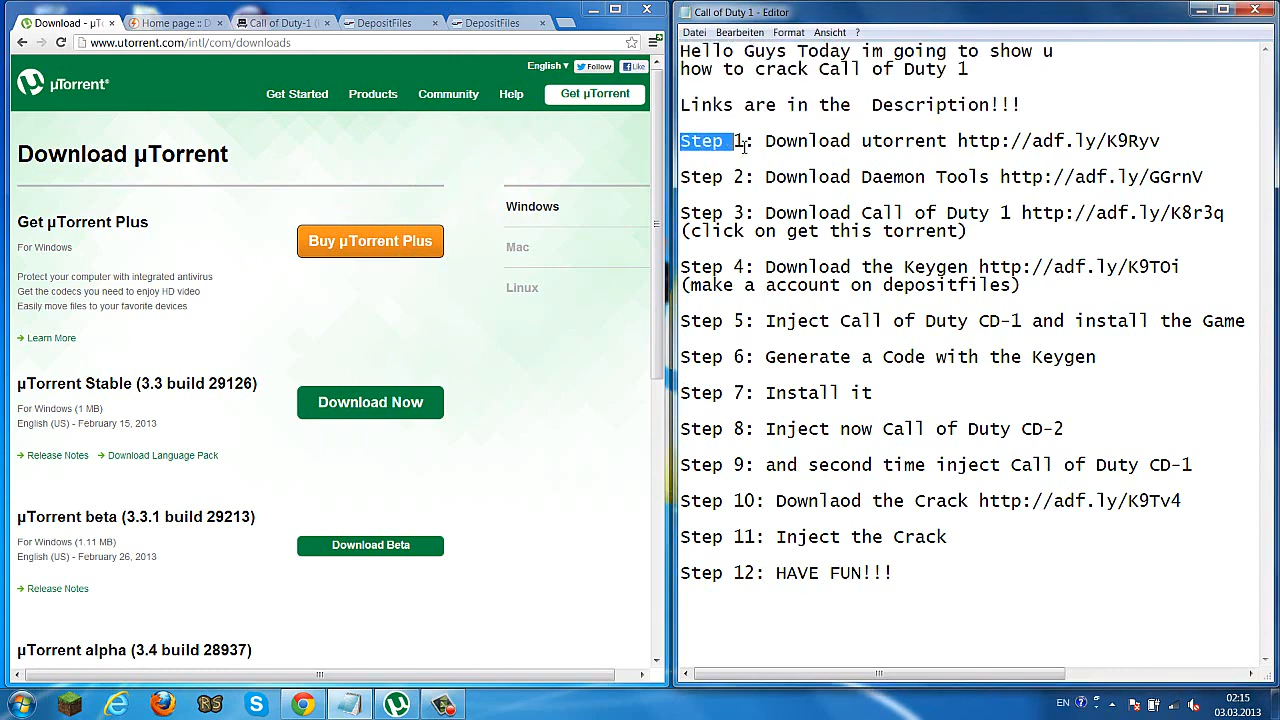 Download - µTo
Home page :: D
Call of Duty-1 (
DepositFiles
DepositFiles
www.utorrent.com/intl/com/downloads
English
Follow
Like
µTorrent®
Get Started
Products
Community
Help
Get µTorrent
Download µTorrent
Get µTorrent Plus
For Windows
Buy µTorrent Plus
Protect your computer with integrated antivirus
Get the codecs you need to enjoy HD video
Easily move files to your favorite devices
Learn More
Windows
Mac
Linux
µTorrent Stable (3.3 build 29126)
For Windows (1 MB)
English (US) - February 15, 2013
Download Now
Release Notes
Download Language Pack
µTorrent beta (3.3.1 build 29213)
For Windows (1.11 MB)
English (US) - February 26, 2013
Download Beta
Release Notes
µTorrent alpha (3.4 build 28937)
Call of Duty 1 - Editor
Datei Bearbeiten Format Ansicht ?
Hello Guys Today im going to show u
how to crack Call of Duty 1
Links are in the Description!!!
Step 1: Download utorrent http://adf.ly/K9Ryv
Step 2: Download Daemon Tools http://adf.ly/GGrnV
Step 3: Download Call of Duty 1 http://adf.ly/K8r3q
(click on get this torrent)
Step 4: Download the Keygen http://adf.ly/K9TOi
(make a account on depositfiles)
Step 5: Inject Call of Duty CD-1 and install the Game
Step 6: Generate a Code with the Keygen
Step 7: Install it
Step 8: Inject now Call of Duty CD-2
Step 9: and second time inject Call of Duty CD-1
Step 10: Downlaod the Crack http://adf.ly/K9Tv4
Step 11: Inject the Crack
Step 12: HAVE FUN!!!
EN
02:15
03.03.2013